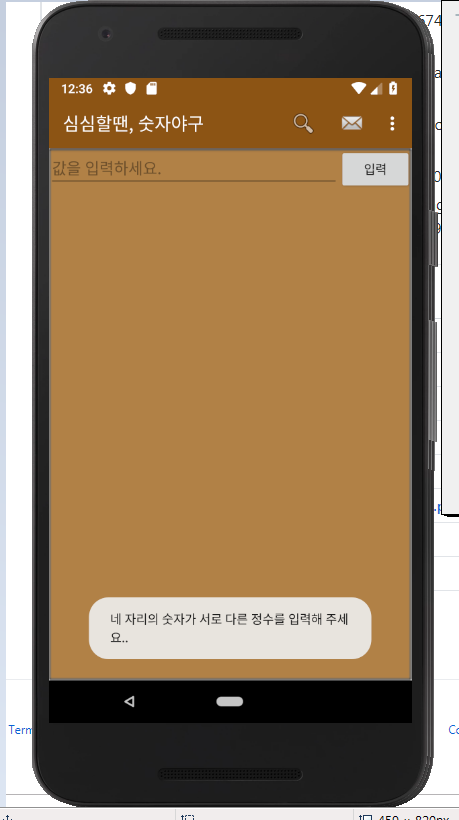 12:36
심심할땐, 숫자야구
값을 입력하세요.
입력
네 자리의 숫자가 서로 다른 정수를 입력해 주세
요..
Term
459 × 820px